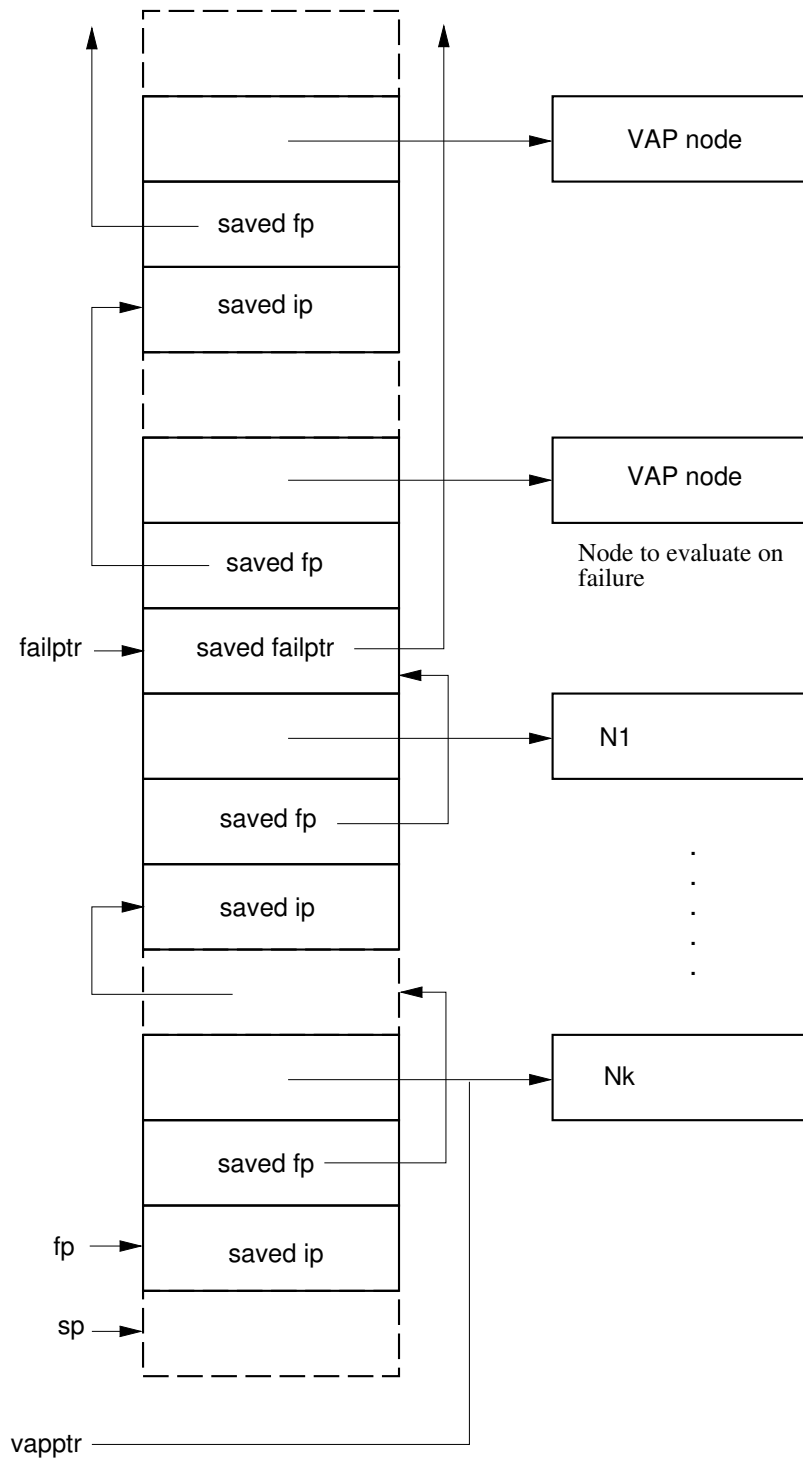 VAP node
saved fp
saved ip
VAP node
saved fp
Node to evaluate on
failure
failptr
saved failptr
N1
saved fp
saved ip
Nk
saved fp
fp
saved ip
sp
vapptr